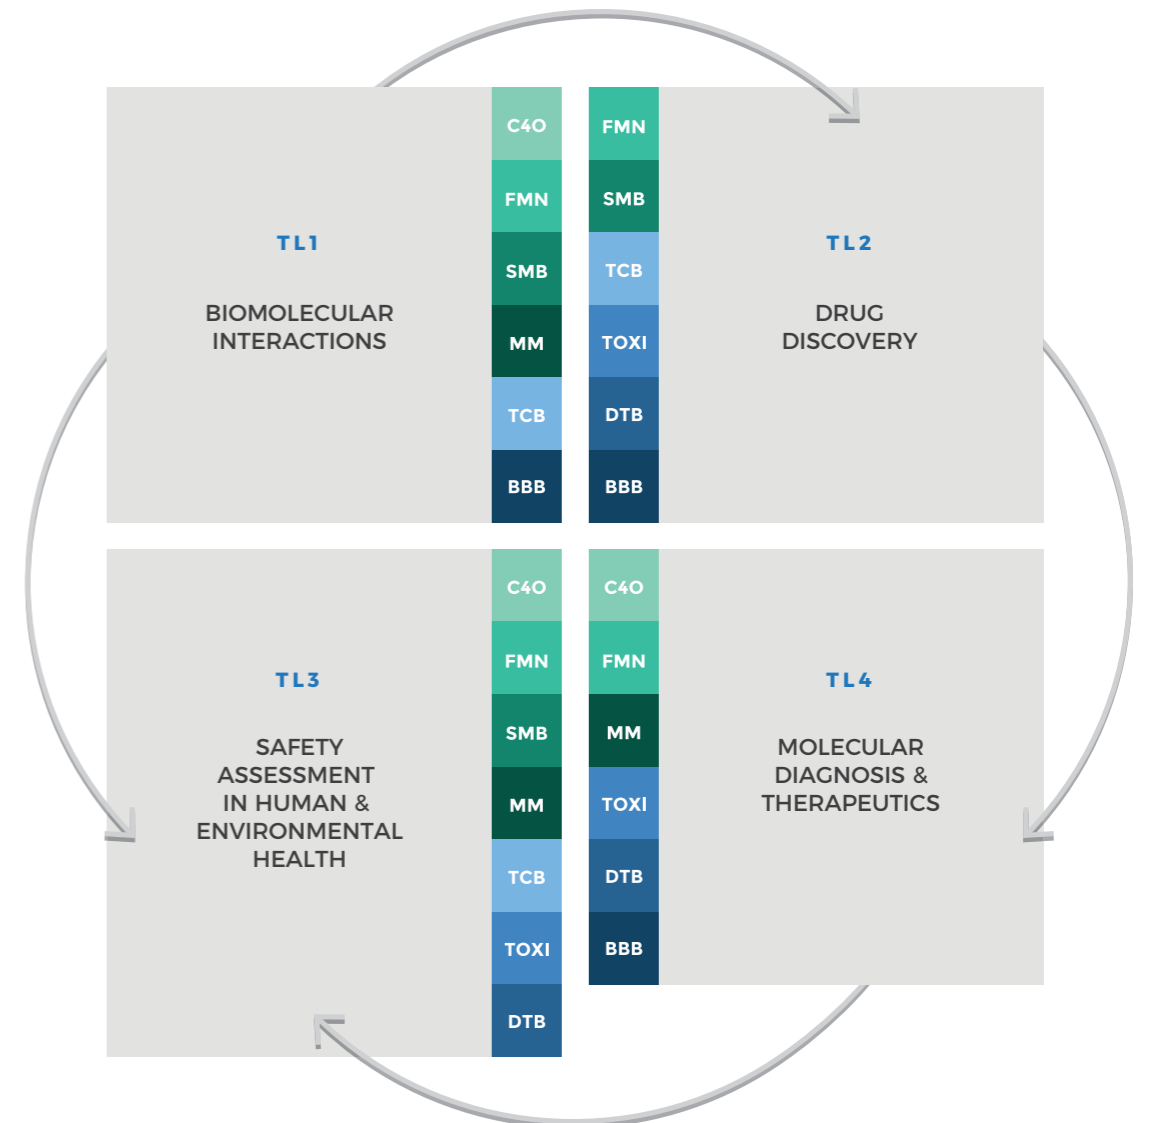 TL1
BIOMOLECULAR
INTERACTIONS
C4O
FMN
SMB
MM
TCB
BBB
FMN
SMB
TCB
TOXI
DTB
BBB
TL2
DRUG
DISCOVERY
TL3
SAFETY
ASSESSMENT
IN HUMAN &
ENVIRONMENTAL
HEALTH
C4O
FMN
SMB
MM
TCB
TOXI
DTB
C4O
FMN
MM
TOXI
DTB
BBB
TL4
MOLECULAR
DIAGNOSIS &
THERAPEUTICS